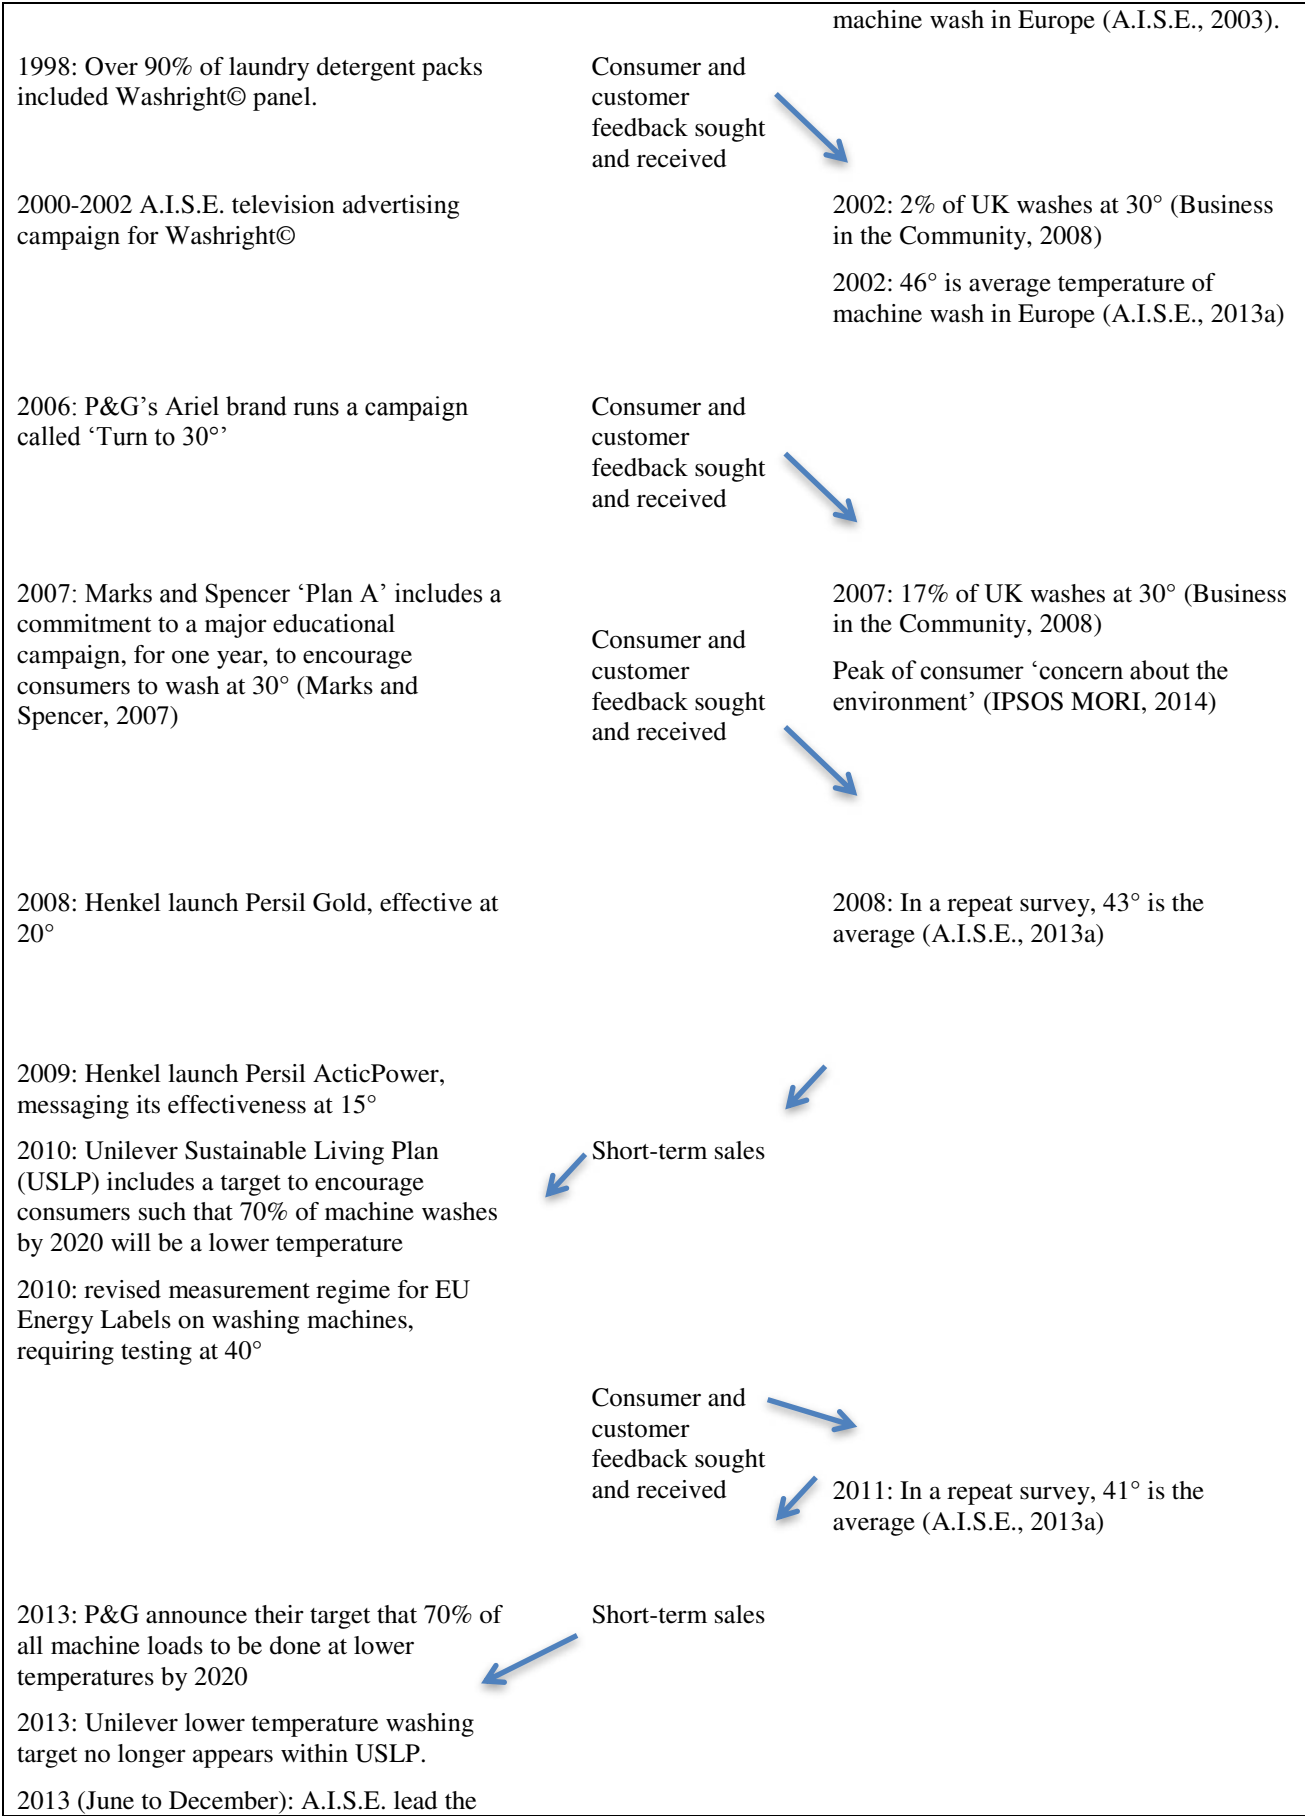 machine wash in Europe (A.I.S.E., 2003).
1998: Over 90% of laundry detergent packs
included Washright© panel.
Consumer and
customer
feedback sought
and received
2000-2002 A.I.S.E. television advertising
campaign for Washright©
2002: 2% of UK washes at 30° (Business
in the Community, 2008)
2002: 46° is average temperature of
machine wash in Europe (A.I.S.E., 2013a)
2006: P&G’s Ariel brand runs a campaign
called ‘Turn to 30°’
Consumer and
customer
feedback sought
and received
2007: Marks and Spencer ‘Plan A’ includes a
commitment to a major educational
campaign, for one year, to encourage
consumers to wash at 30° (Marks and
Spencer, 2007)
Consumer and
customer
feedback sought
and received
2007: 17% of UK washes at 30° (Business
in the Community, 2008)
Peak of consumer ‘concern about the
environment’ (IPSOS MORI, 2014)
2008: Henkel launch Persil Gold, effective at
20°
2008: In a repeat survey, 43° is the
average (A.I.S.E., 2013a)
2009: Henkel launch Persil ActicPower,
messaging its effectiveness at 15°
2010: Unilever Sustainable Living Plan
(USLP) includes a target to encourage
consumers such that 70% of machine washes
by 2020 will be a lower temperature
Short-term sales
2010: revised measurement regime for EU
Energy Labels on washing machines,
requiring testing at 40°
Consumer and
customer
feedback sought
and received
2011: In a repeat survey, 41° is the
average (A.I.S.E., 2013a)
2013: P&G announce their target that 70% of
all machine loads to be done at lower
temperatures by 2020
Short-term sales
2013: Unilever lower temperature washing
target no longer appears within USLP.
2013 (June to December): A.I.S.E. lead the